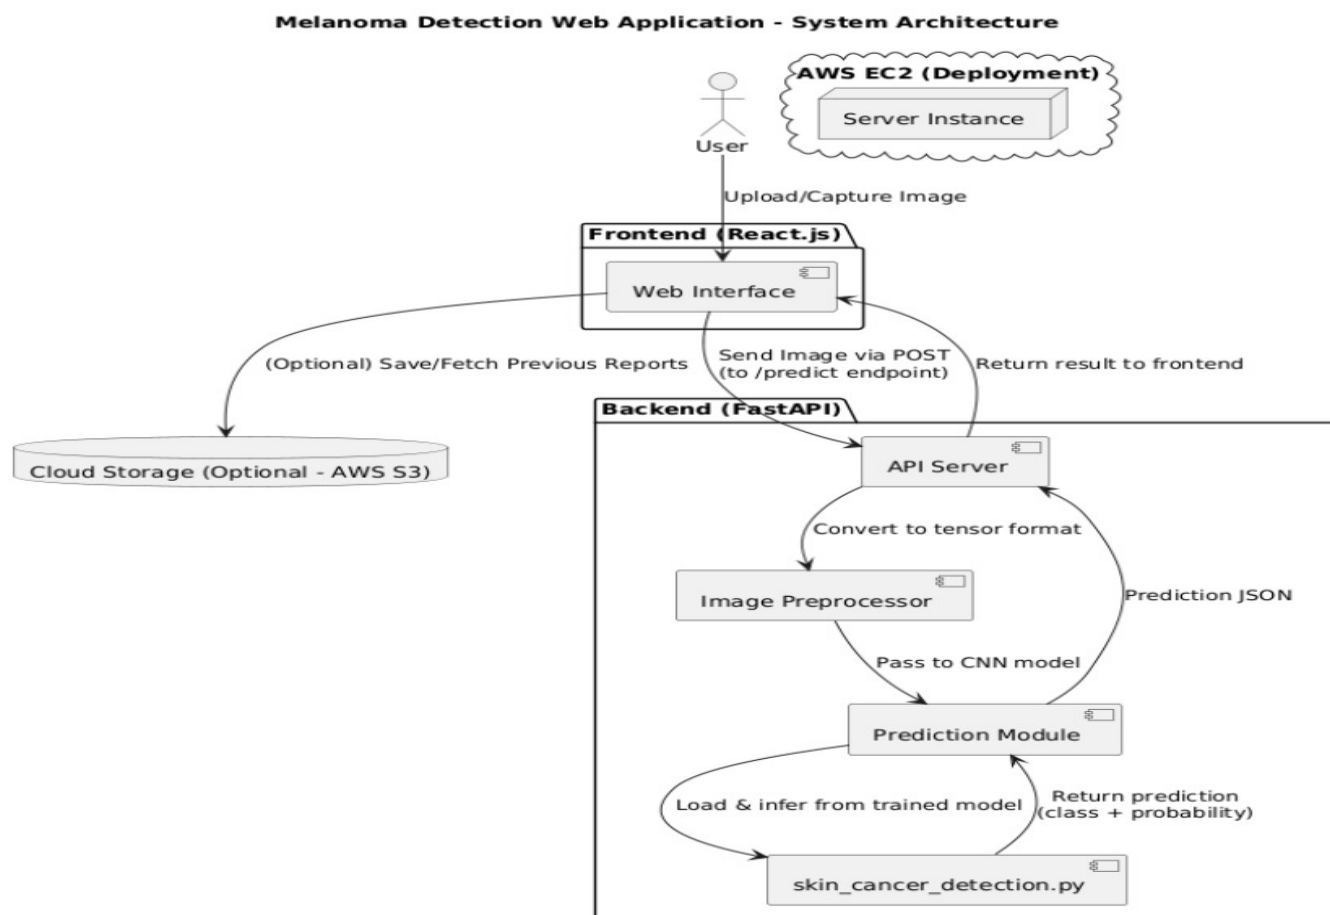 Melanoma Detection Web Application - System Architecture
AWS EC2 (Deployment)
Server Instance
User
Upload/Capture Image
Frontend (React.js)
Web Interface
(Optional) Save/Fetch Previous Reports
Send Image via POST
(to /predict endpoint)
Return result to frontend
Backend (FastAPI)
Cloud Storage (Optional - AWS S3)
API Server
Convert to tensor format
Image Preprocessor
Prediction JSON
Pass to CNN model
Prediction Module
Load & infer from trained model
Return prediction
(class + probability)
skin_cancer_detection.py